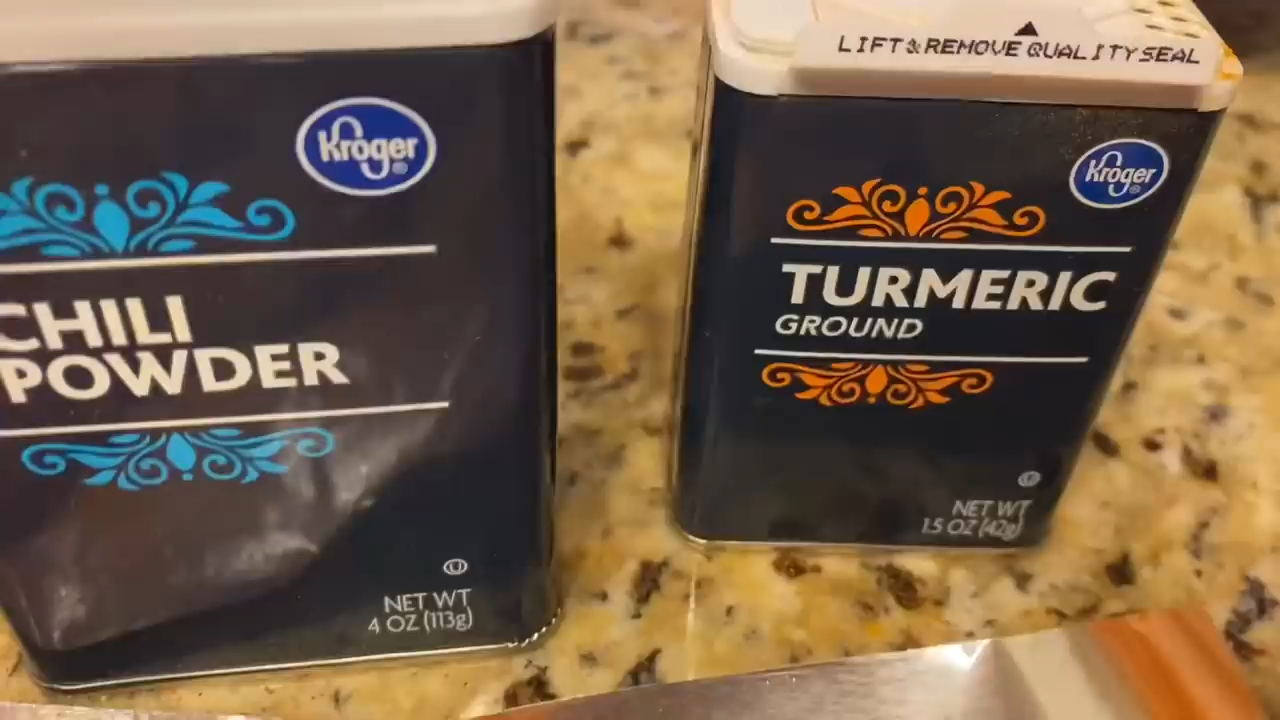 Kroger
CHILI
POWDER
NET WT
4 OZ (113g)
LIFT & REMOVE QUALITY SEAL
Kroger
TURMERIC
GROUND
NET WT
1.5 OZ (42g)